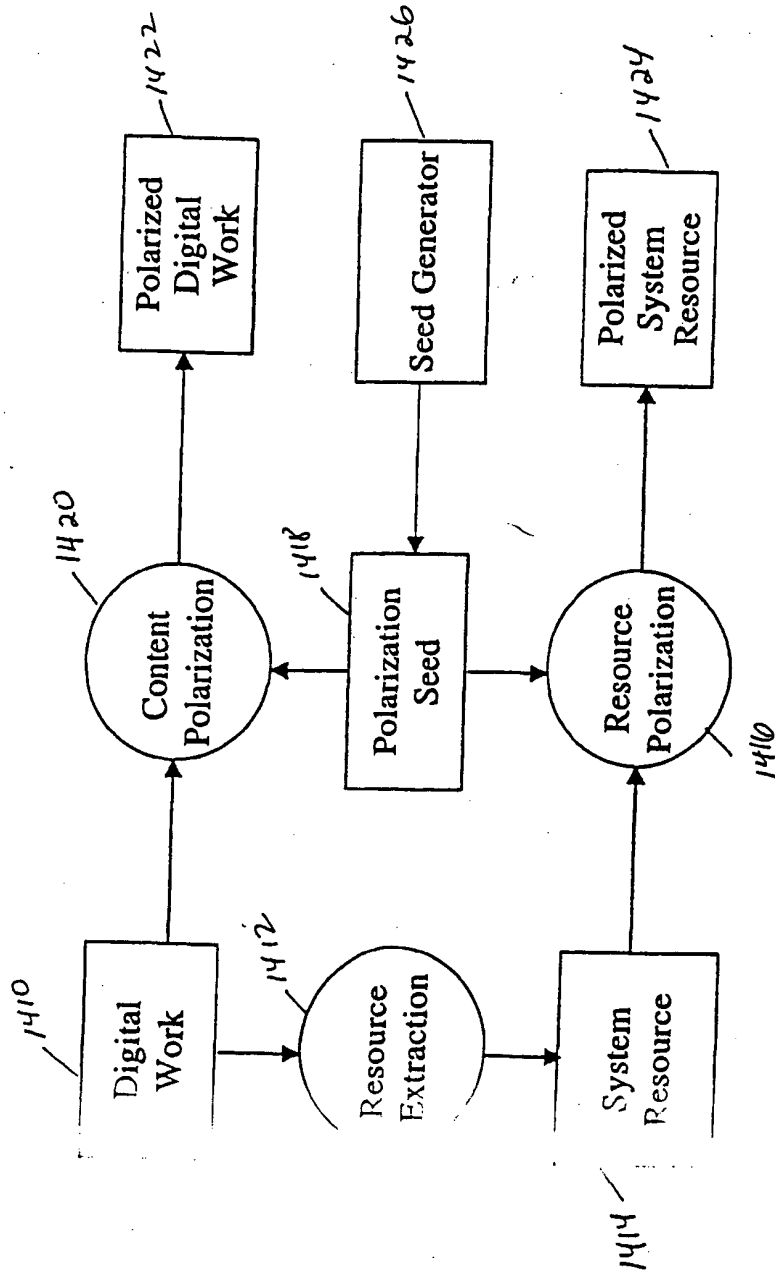 1410
Digital
Work
1412
Resource
Extraction
System
Resource
1414
1420
Content
Polarization
1418
Polarization
Seed
Resource
Polarization
1416
1422
Polarized
Digital
Work
1426
Seed Generator
1424
Polarized
System
Resource